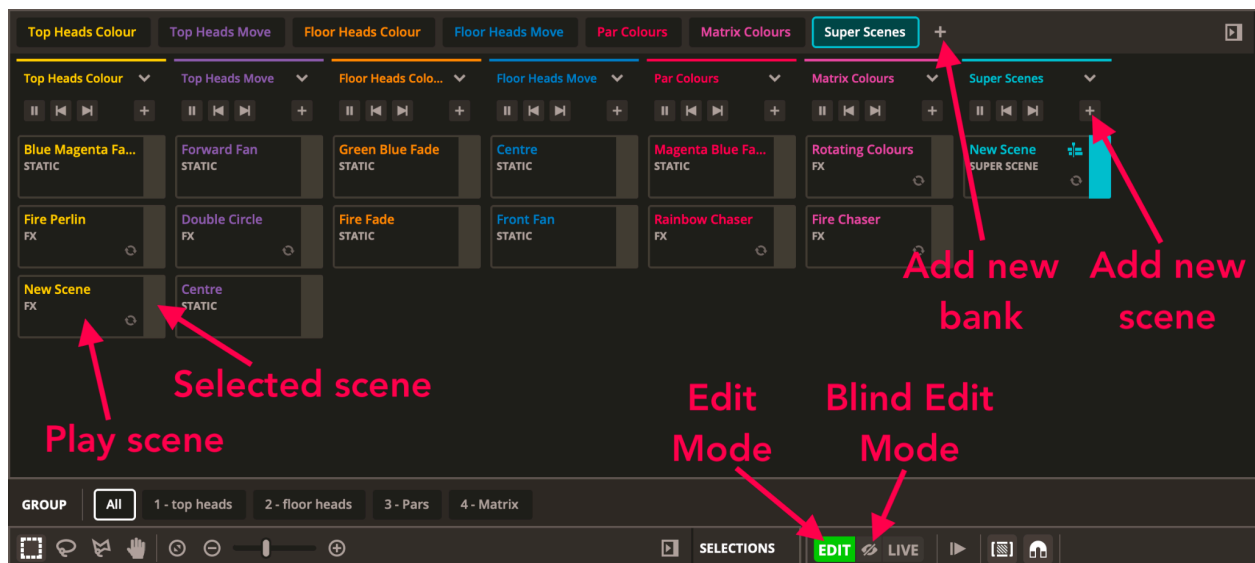 Top Heads Colour Top Heads Move Floor Heads Colour Floor Heads Move Par Colours Matrix Colours Super Scenes +
Top Heads Colour Top Heads Move Floor Heads Colo... Floor Heads Move Par Colours Matrix Colours Super Scenes
Blue Magenta Fa... Forward Fan Green Blue Fade Centre Magenta Blue Fa... Rotating Colours New Scene
STATIC STATIC STATIC STATIC STATIC FX SUPER SCENE
Fire Perlin Double Circle Fire Fade Front Fan Rainbow Chaser Fire Chaser
FX FX STATIC STATIC FX FX
New Scene Centre
FX STATIC
Add new bank
Add new scene
Selected scene
Play scene
Edit Mode
Blind Edit Mode
GROUP All 1 - top heads 2 - floor heads 3 - Pars 4 - Matrix
SELECTIONS EDIT LIVE